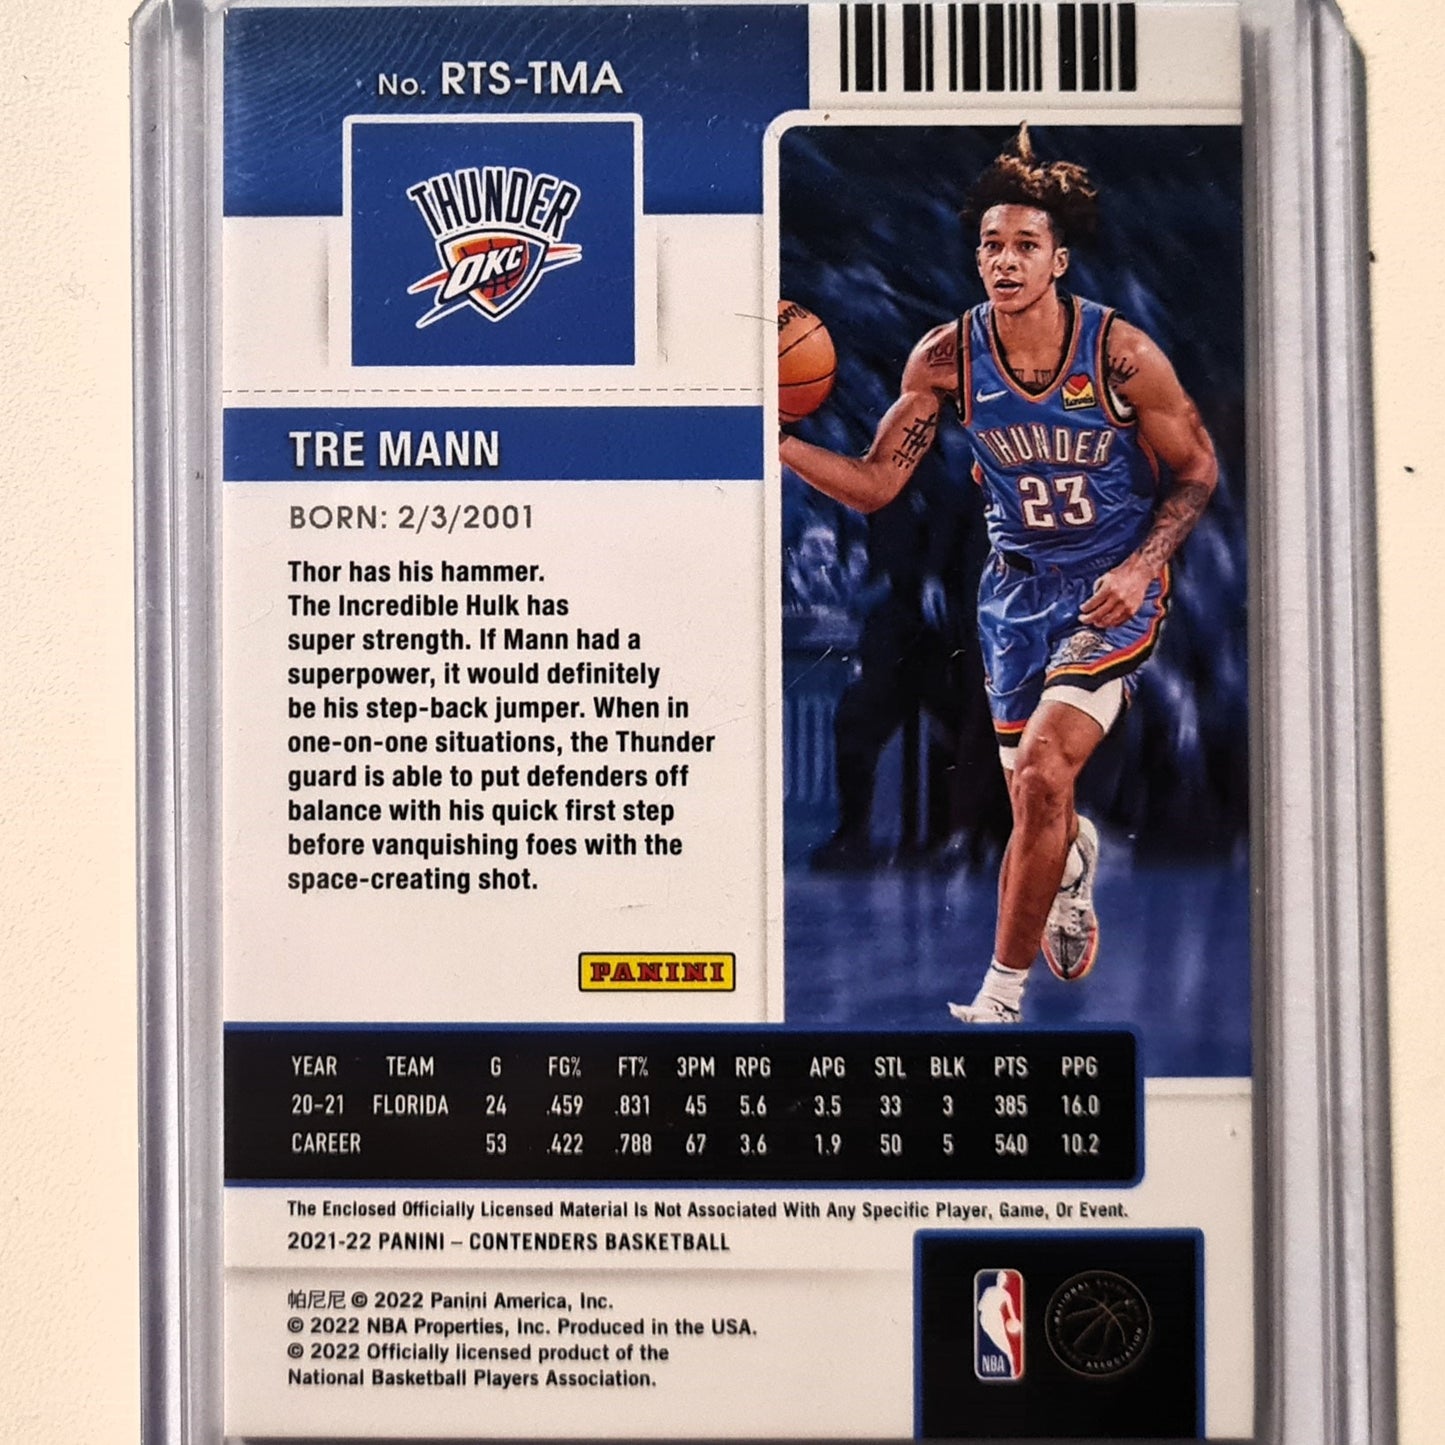 No. RTS-TMA
THUNDER
OKC
TRE MANN
BORN: 2/3/2001
Thor has his hammer.
The Incredible Hulk has
super strength. If Mann had a
superpower, it would definitely
be his step-back jumper. When in
one-on-one situations, the Thunder
guard is able to put defenders off
balance with his quick first step
before vanquishing foes with the
space-creating shot.
PANINI
THUNDER
23
YEAR TEAM G FG% FT% 3PM RPG APG STL BLK PTS PPG
20-21 FLORIDA 24 .459 .831 45 5.6 3.5 33 3 385 16.0
CAREER 53 .422 .788 67 3.6 1.9 50 5 540 10.2
The Enclosed Officially Licensed Material Is Not Associated With Any Specific Player, Game, Or Event.
2021-22 PANINI – CONTENDERS BASKETBALL
帕尼尼 © 2022 Panini America, Inc.
© 2022 NBA Properties, Inc. Produced in the USA.
© 2022 Officially licensed product of the
National Basketball Players Association.
NBA